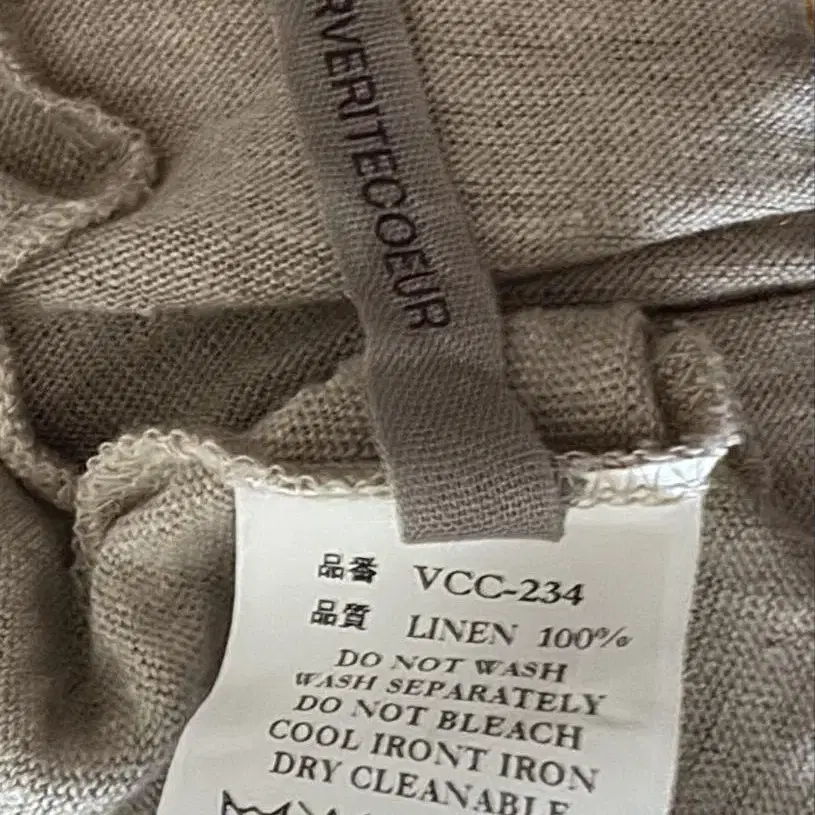 RVERITECOEUR
品番 VCC-234
品質 LINEN 100%
DO NOT WASH
WASH SEPARATELY
DO NOT BLEACH
COOL IRONT IRON
DRY CLEANABLE